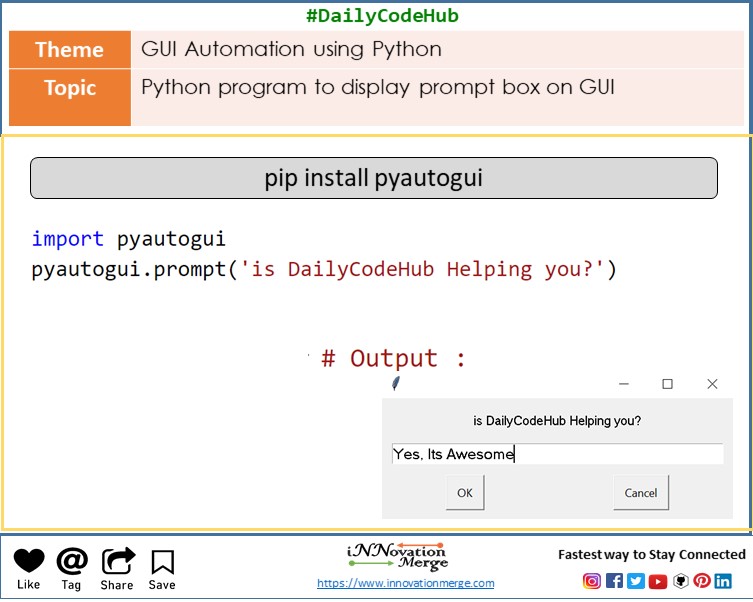 #DailyCodeHub
Theme
GUI Automation using Python
Topic
Python program to display prompt box on GUI
pip install pyautogui
import pyautogui
pyautogui.prompt('is DailyCodeHub Helping you?')
# Output :
is DailyCodeHub Helping you?
Yes, Its Awesome
OK
Cancel
Like
Tag
Share
Save
iNNovation
Merge
https://www.innovationmerge.com
Fastest way to Stay Connected